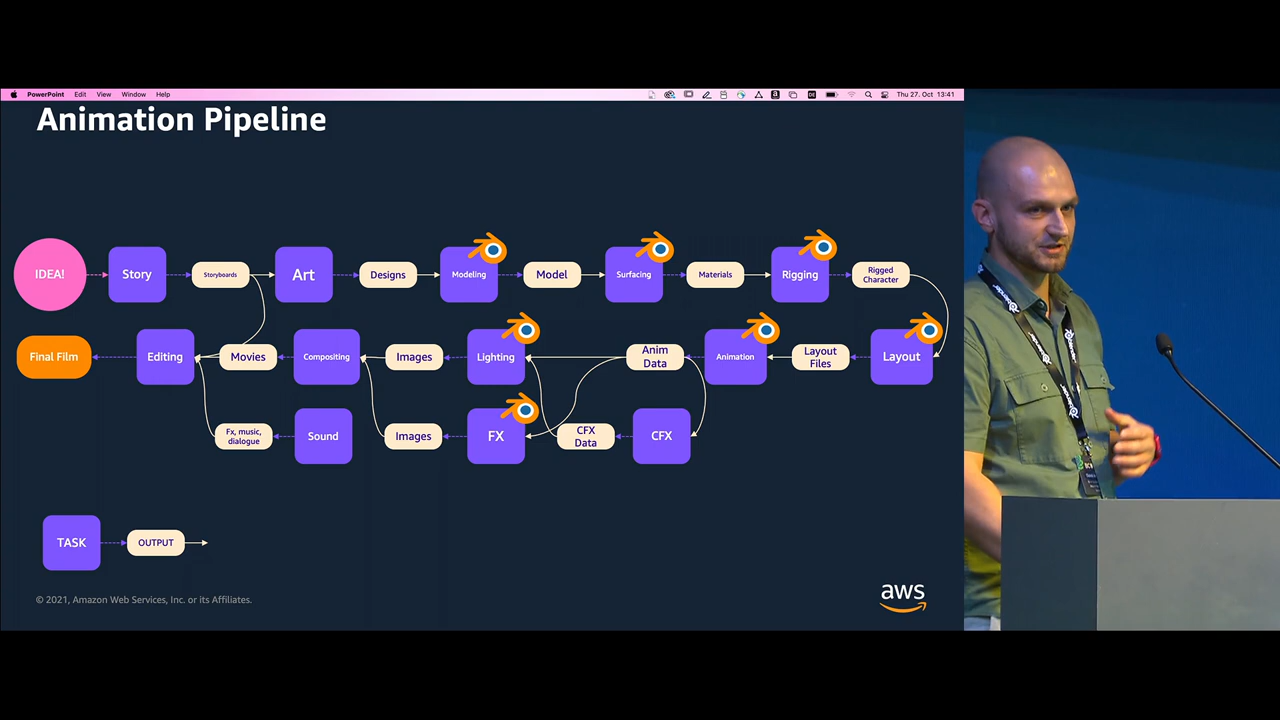 PowerPoint Edit View Window Help
Thu 27. Oct 13:41
Animation Pipeline
IDEA!
Story
Storyboards
Art
Designs
Modeling
Model
Surfacing
Materials
Rigging
Rigged
Character
Final Film
Editing
Movies
Compositing
Images
Lighting
Anim
Data
Animation
Layout
Files
Layout
Fx, music,
dialogue
Sound
Images
FX
CFX
Data
CFX
TASK
OUTPUT
© 2021, Amazon Web Services, Inc. or its Affiliates.
aws